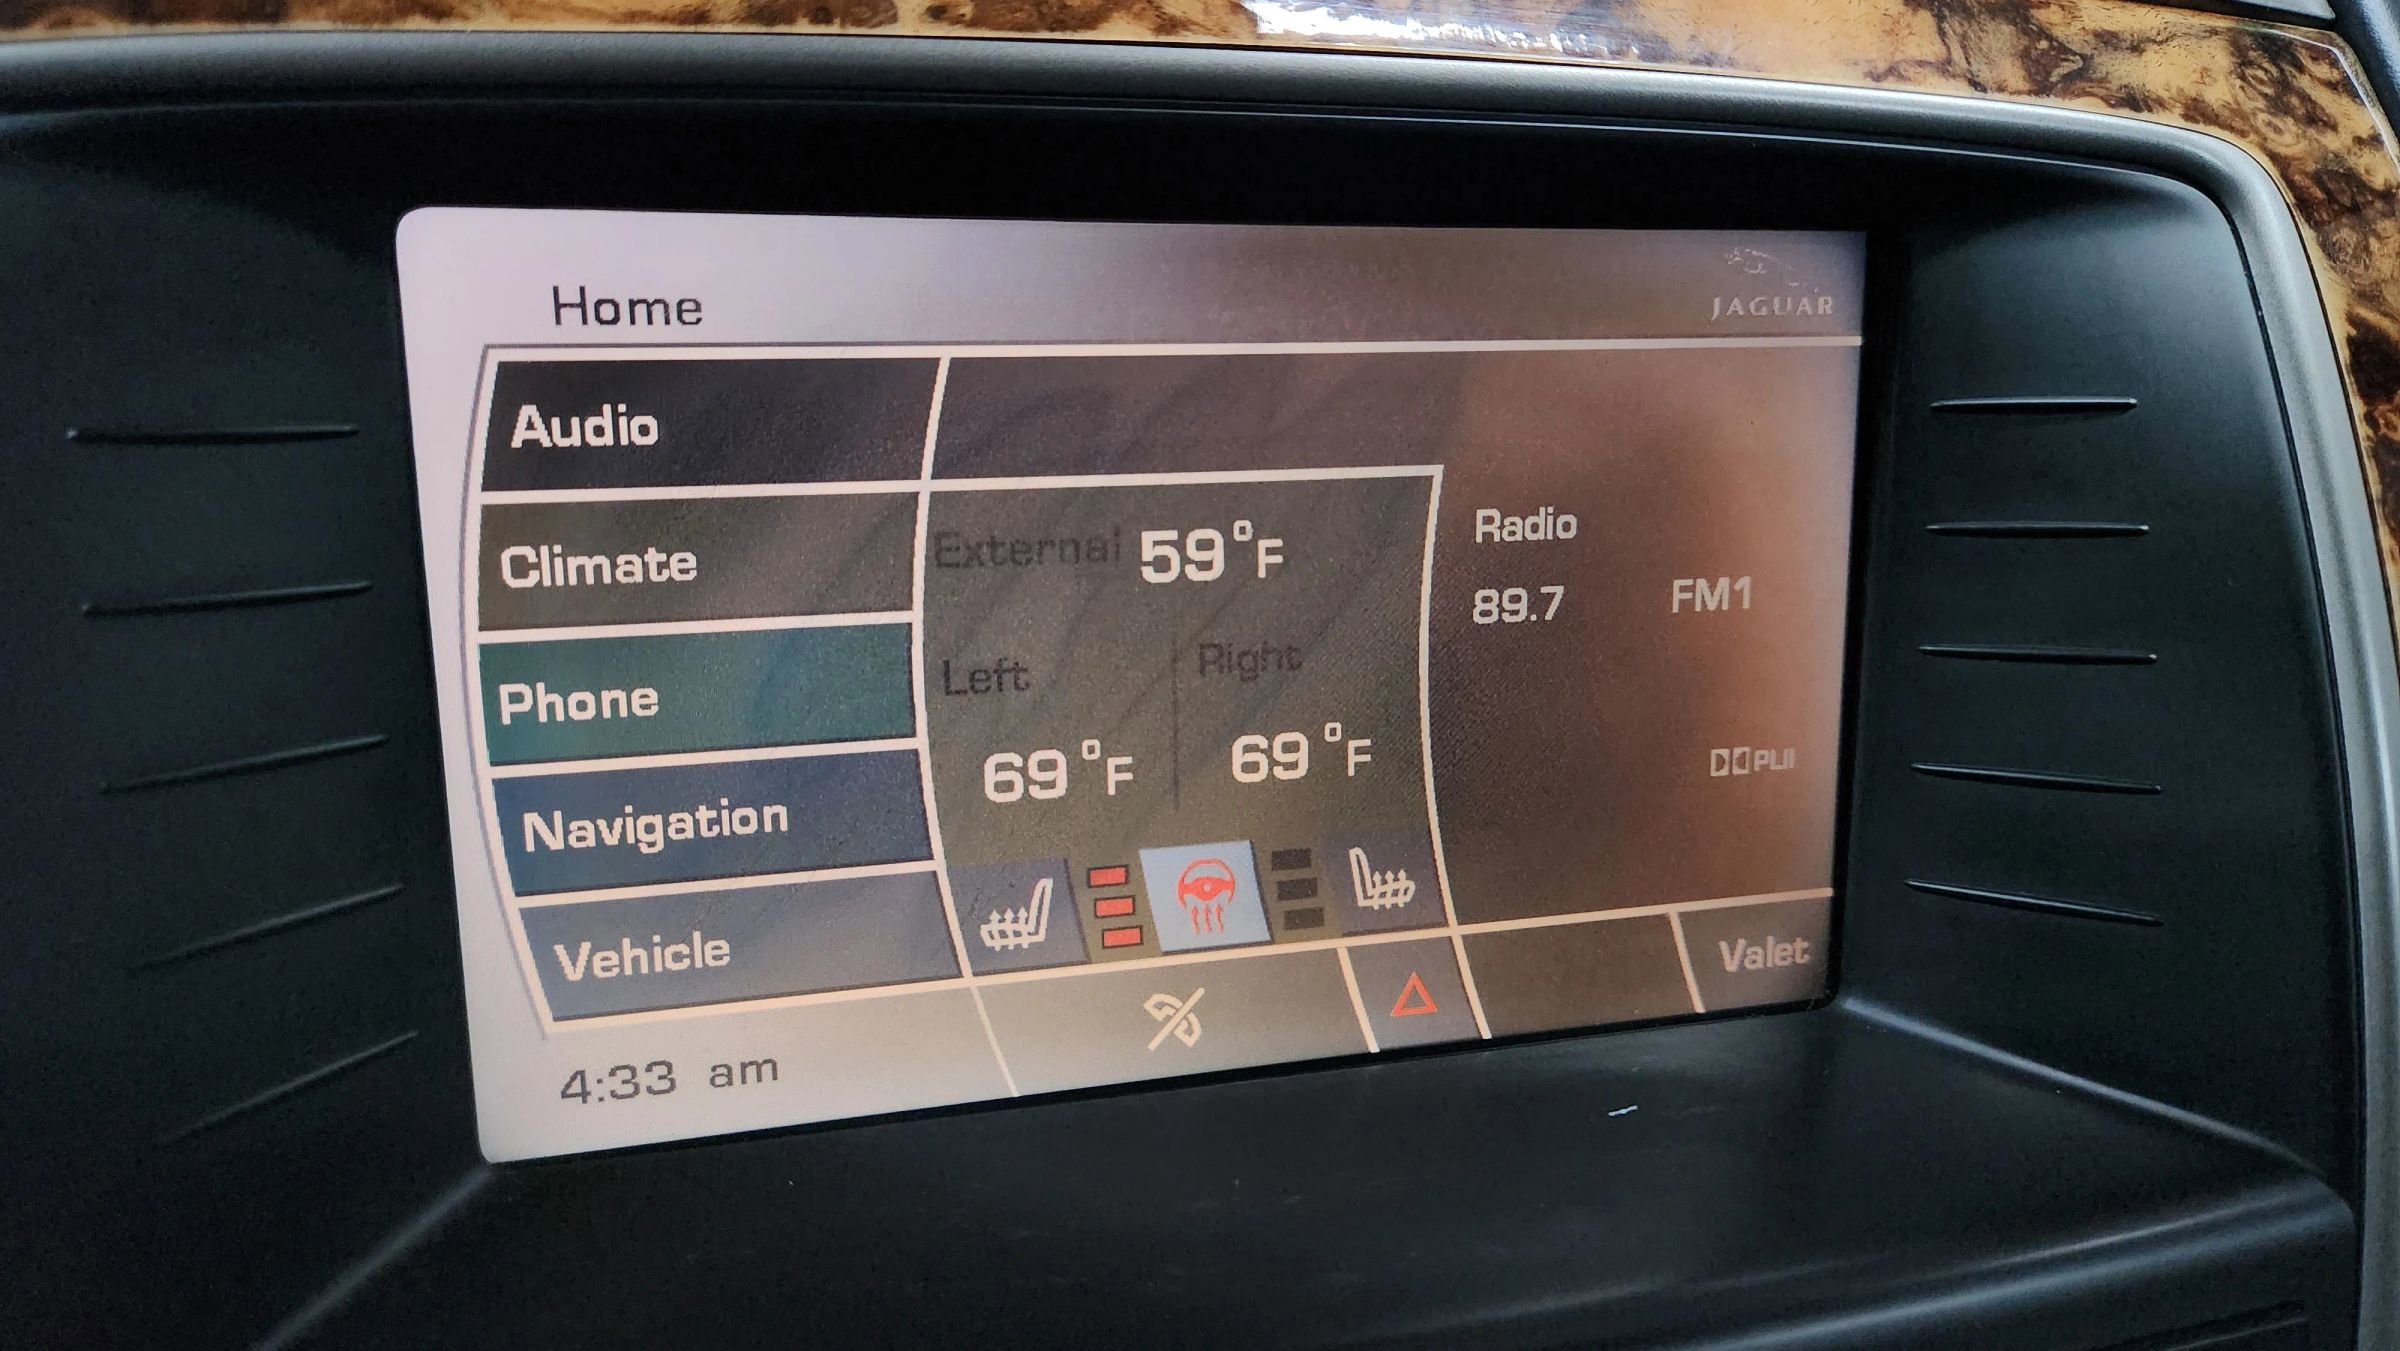 Home
JAGUAR
Audio
Climate
Phone
Navigation
Vehicle
External 59°F
Left
Right
69°F
69°F
Radio
89.7 FM1
PLII
Valet
4:33 am